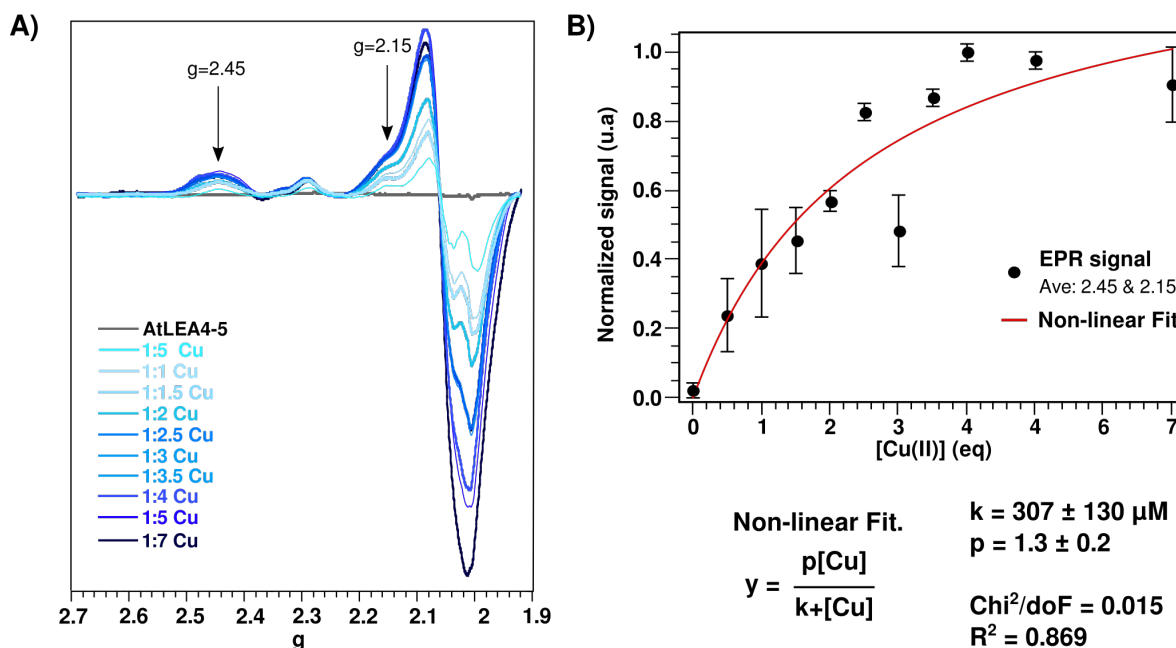 A)
g=2.45
g=2.15
AtLEA4-5
1:5 Cu
1:1 Cu
1:1.5 Cu
1:2 Cu
1:2.5 Cu
1:3 Cu
1:3.5 Cu
1:4 Cu
1:5 Cu
1:7 Cu
2.7 2.6 2.5 2.4 2.3 2.2 2.1 2 1.9
g
B)
Normalized signal (u.a)
1.0
0.8
0.6
0.4
0.2
0.0
EPR signal
Ave: 2.45 & 2.15
Non-linear Fit
0 1 2 3 4 4 6 7
[Cu(II)] (eq)
Non-linear Fit.
y = p[Cu]
k+[Cu]
k = 307 ± 130 µM
p = 1.3 ± 0.2
Chi²/doF = 0.015
R² = 0.869